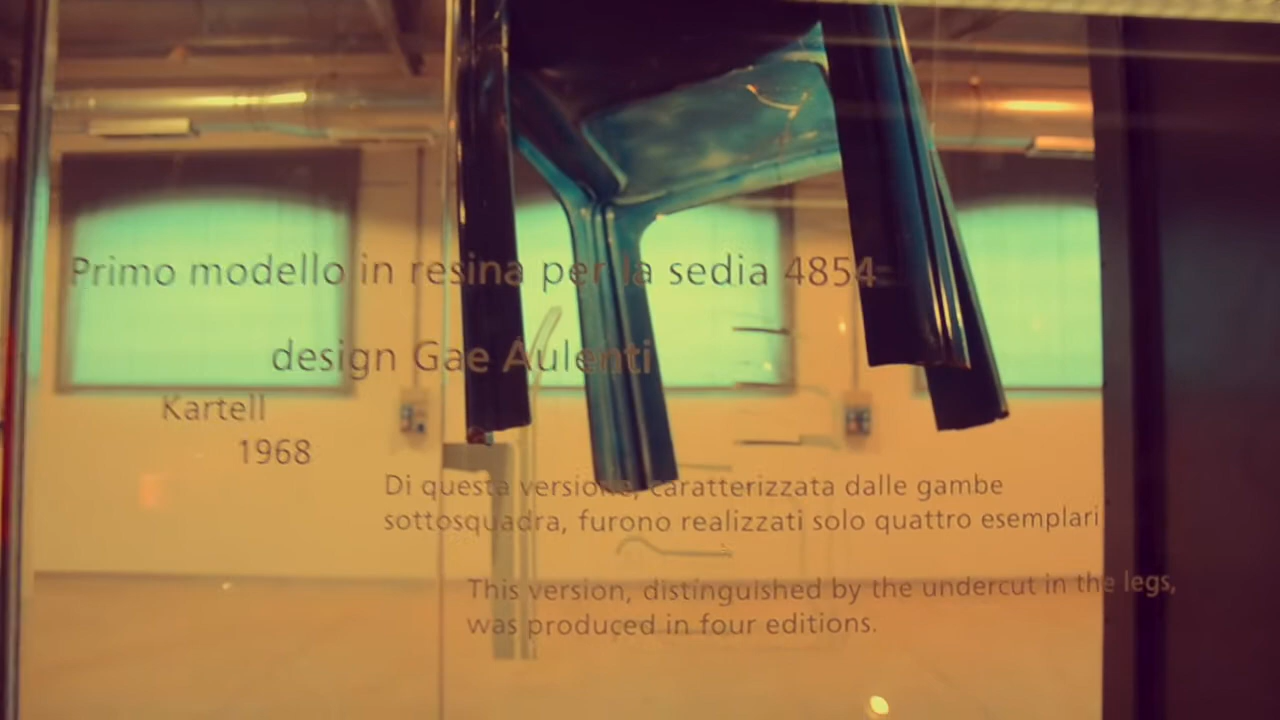 Primo modello in resina per la sedia 4854
design Gae Aulenti
Kartell
1968
Di questa versione, caratterizzata dalle gambe
sottosquadra, furono realizzati solo quattro esemplari
This version, distinguished by the undercut in the legs,
was produced in four editions.